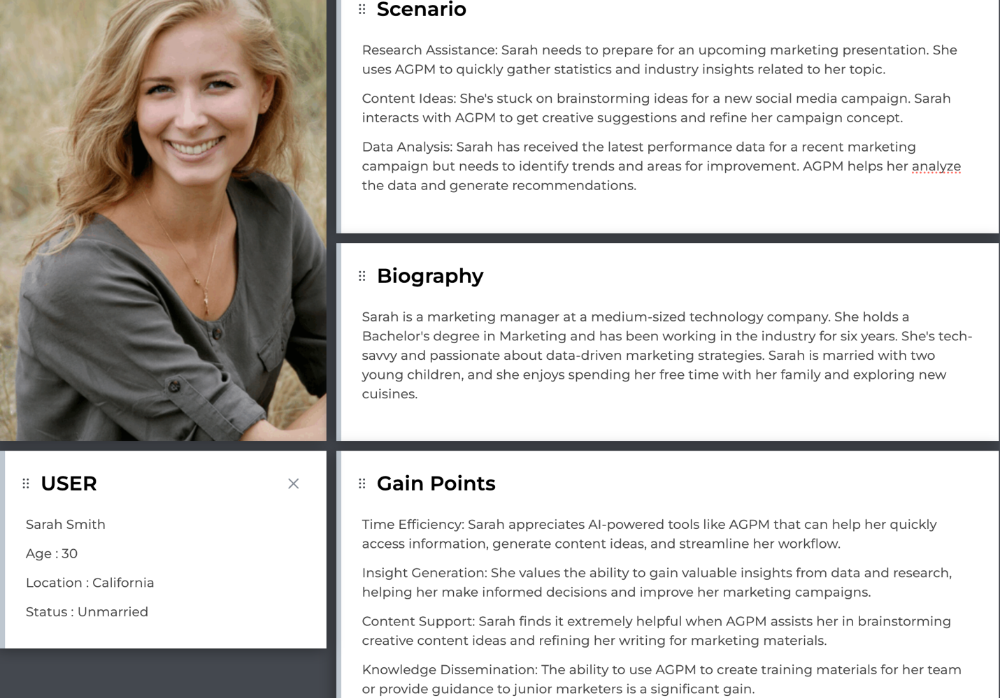 Scenario
Research Assistance: Sarah needs to prepare for an upcoming marketing presentation. She
uses AGPM to quickly gather statistics and industry insights related to her topic.
Content Ideas: She's stuck on brainstorming ideas for a new social media campaign. Sarah
interacts with AGPM to get creative suggestions and refine her campaign concept.
Data Analysis: Sarah has received the latest performance data for a recent marketing
campaign but needs to identify trends and areas for improvement. AGPM helps her analyze
the data and generate recommendations.
Biography
Sarah is a marketing manager at a medium-sized technology company. She holds a
Bachelor's degree in Marketing and has been working in the industry for six years. She's tech-
savvy and passionate about data-driven marketing strategies. Sarah is married with two
young children, and she enjoys spending her free time with her family and exploring new
cuisines.
USER
Sarah Smith
Age : 30
Location : California
Status : Unmarried
Gain Points
Time Efficiency: Sarah appreciates AI-powered tools like AGPM that can help her quickly
access information, generate content ideas, and streamline her workflow.
Insight Generation: She values the ability to gain valuable insights from data and research,
helping her make informed decisions and improve her marketing campaigns.
Content Support: Sarah finds it extremely helpful when AGPM assists her in brainstorming
creative content ideas and refining her writing for marketing materials.
Knowledge Dissemination: The ability to use AGPM to create training materials for her team
or provide guidance to junior marketers is a significant gain.